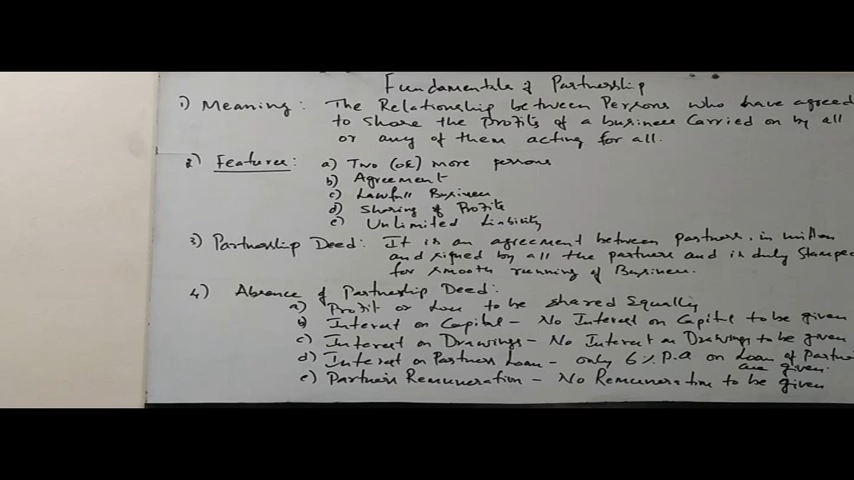 Fundamentals of Partnership
1) Meaning: The Relationship between Persons who have agreed
to share the Profits of a business Carried on by all
or any of them acting for all.
2) Features: a) Two (OR) More persons
b) Agreement
c) Lawfull Business
d) Sharing of Profits
e) Unlimited Liability
3) Partnership Deed: It is an agreement between partners, in written
and signed by all the partners and is duly stamped
for smooth running of Business.
4) Absence of Partnership Deed:
a) Profit or Loss to be shared Equally
b) Interest on Capital - No Interest on Capital to be given
c) Interest on Drawings - No Interest on Drawings to be given
d) Interest on Partners Loan - only 6% P.a on Loan of Partner
are given.
e) Partner's Remuneration - No Remuneration to be given